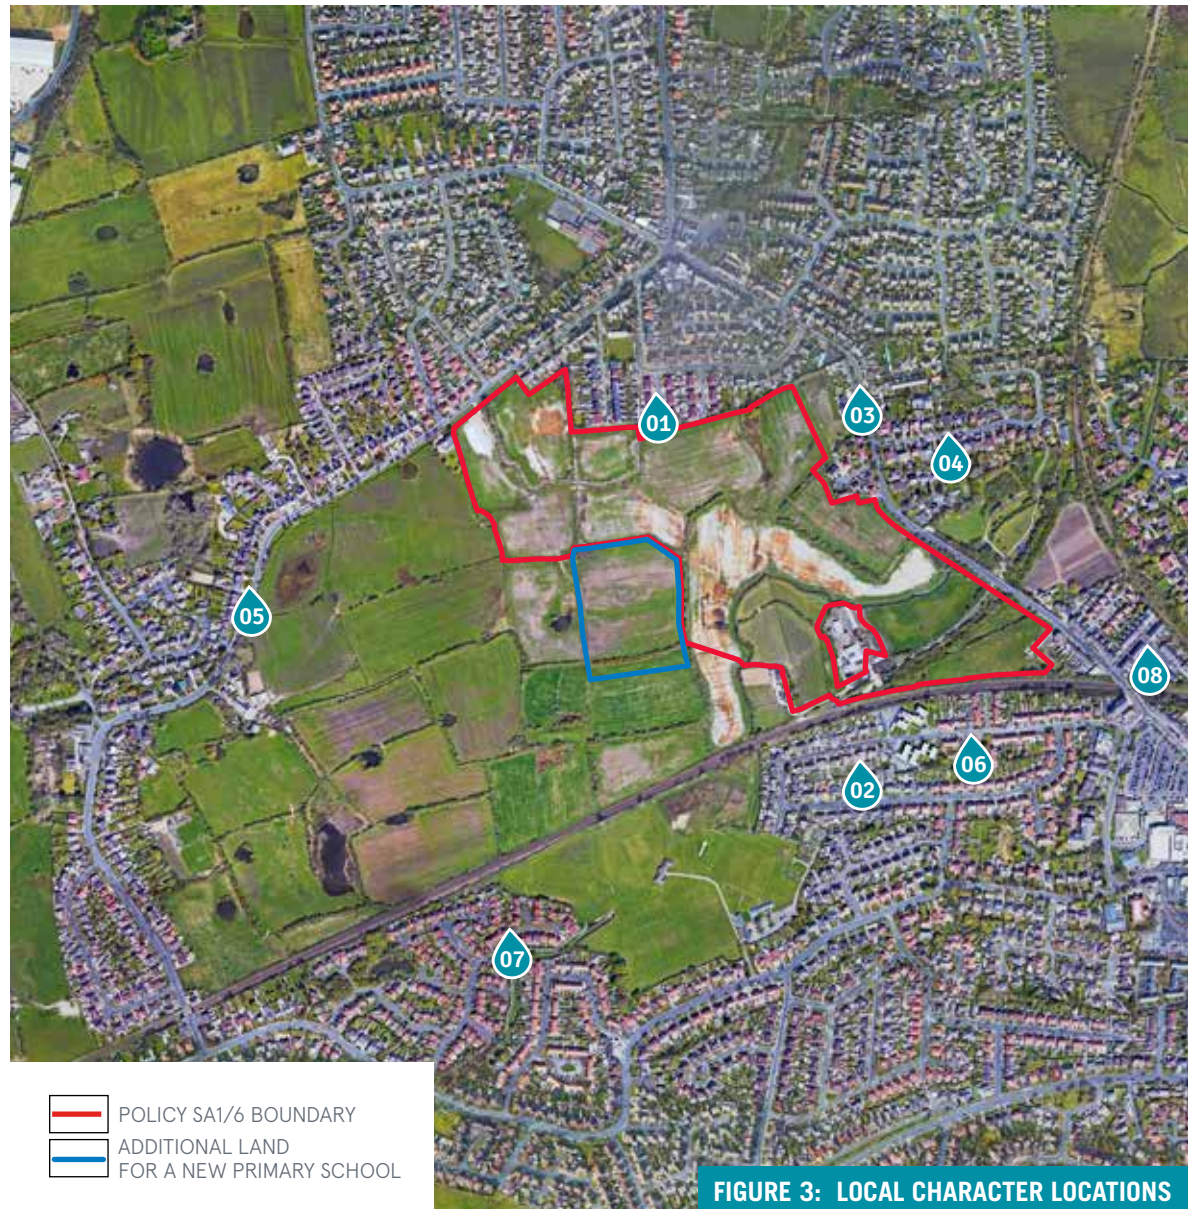 01
03
04
05
08
06
02
07
POLICY SA1/6 BOUNDARY
ADDITIONAL LAND
FOR A NEW PRIMARY SCHOOL
FIGURE 3: LOCAL CHARACTER LOCATIONS